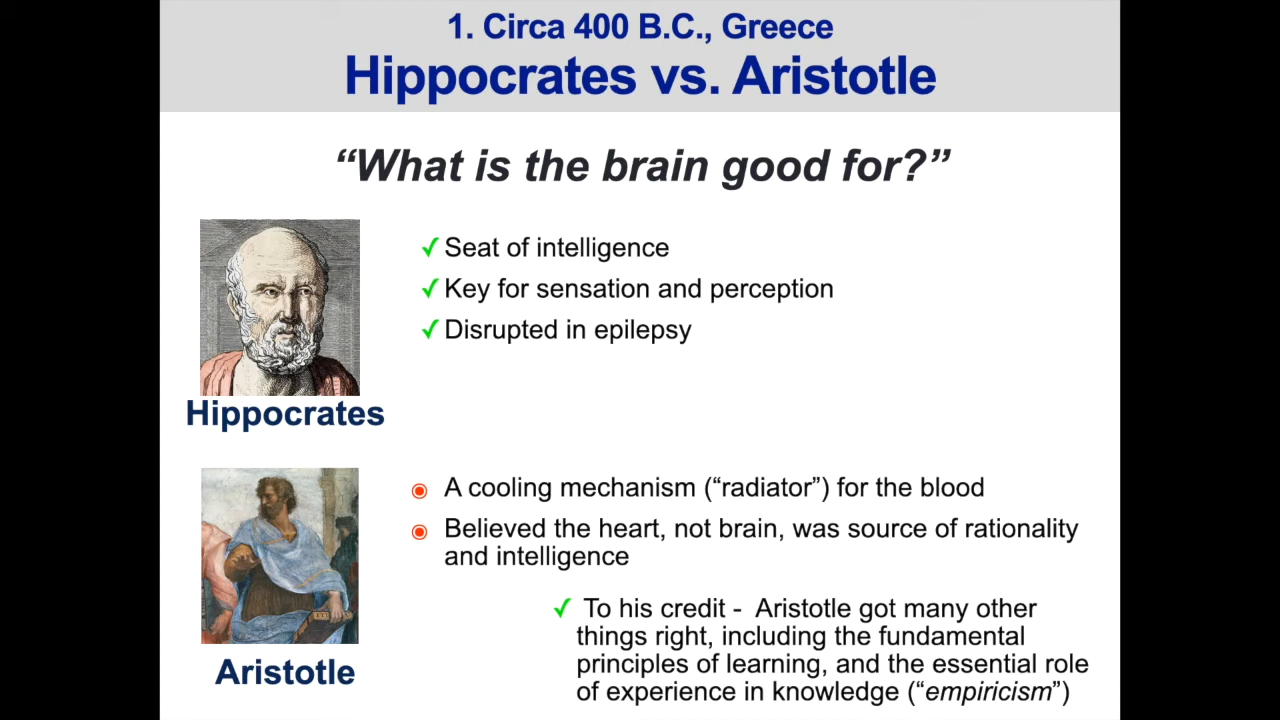 1. Circa 400 B.C., Greece
Hippocrates vs. Aristotle
“What is the brain good for?”
✓ Seat of intelligence
✓ Key for sensation and perception
✓ Disrupted in epilepsy
Hippocrates
A cooling mechanism (“radiator”) for the blood
Believed the heart, not brain, was source of rationality
and intelligence
✓ To his credit - Aristotle got many other
things right, including the fundamental
principles of learning, and the essential role
of experience in knowledge (“empiricism”)
Aristotle